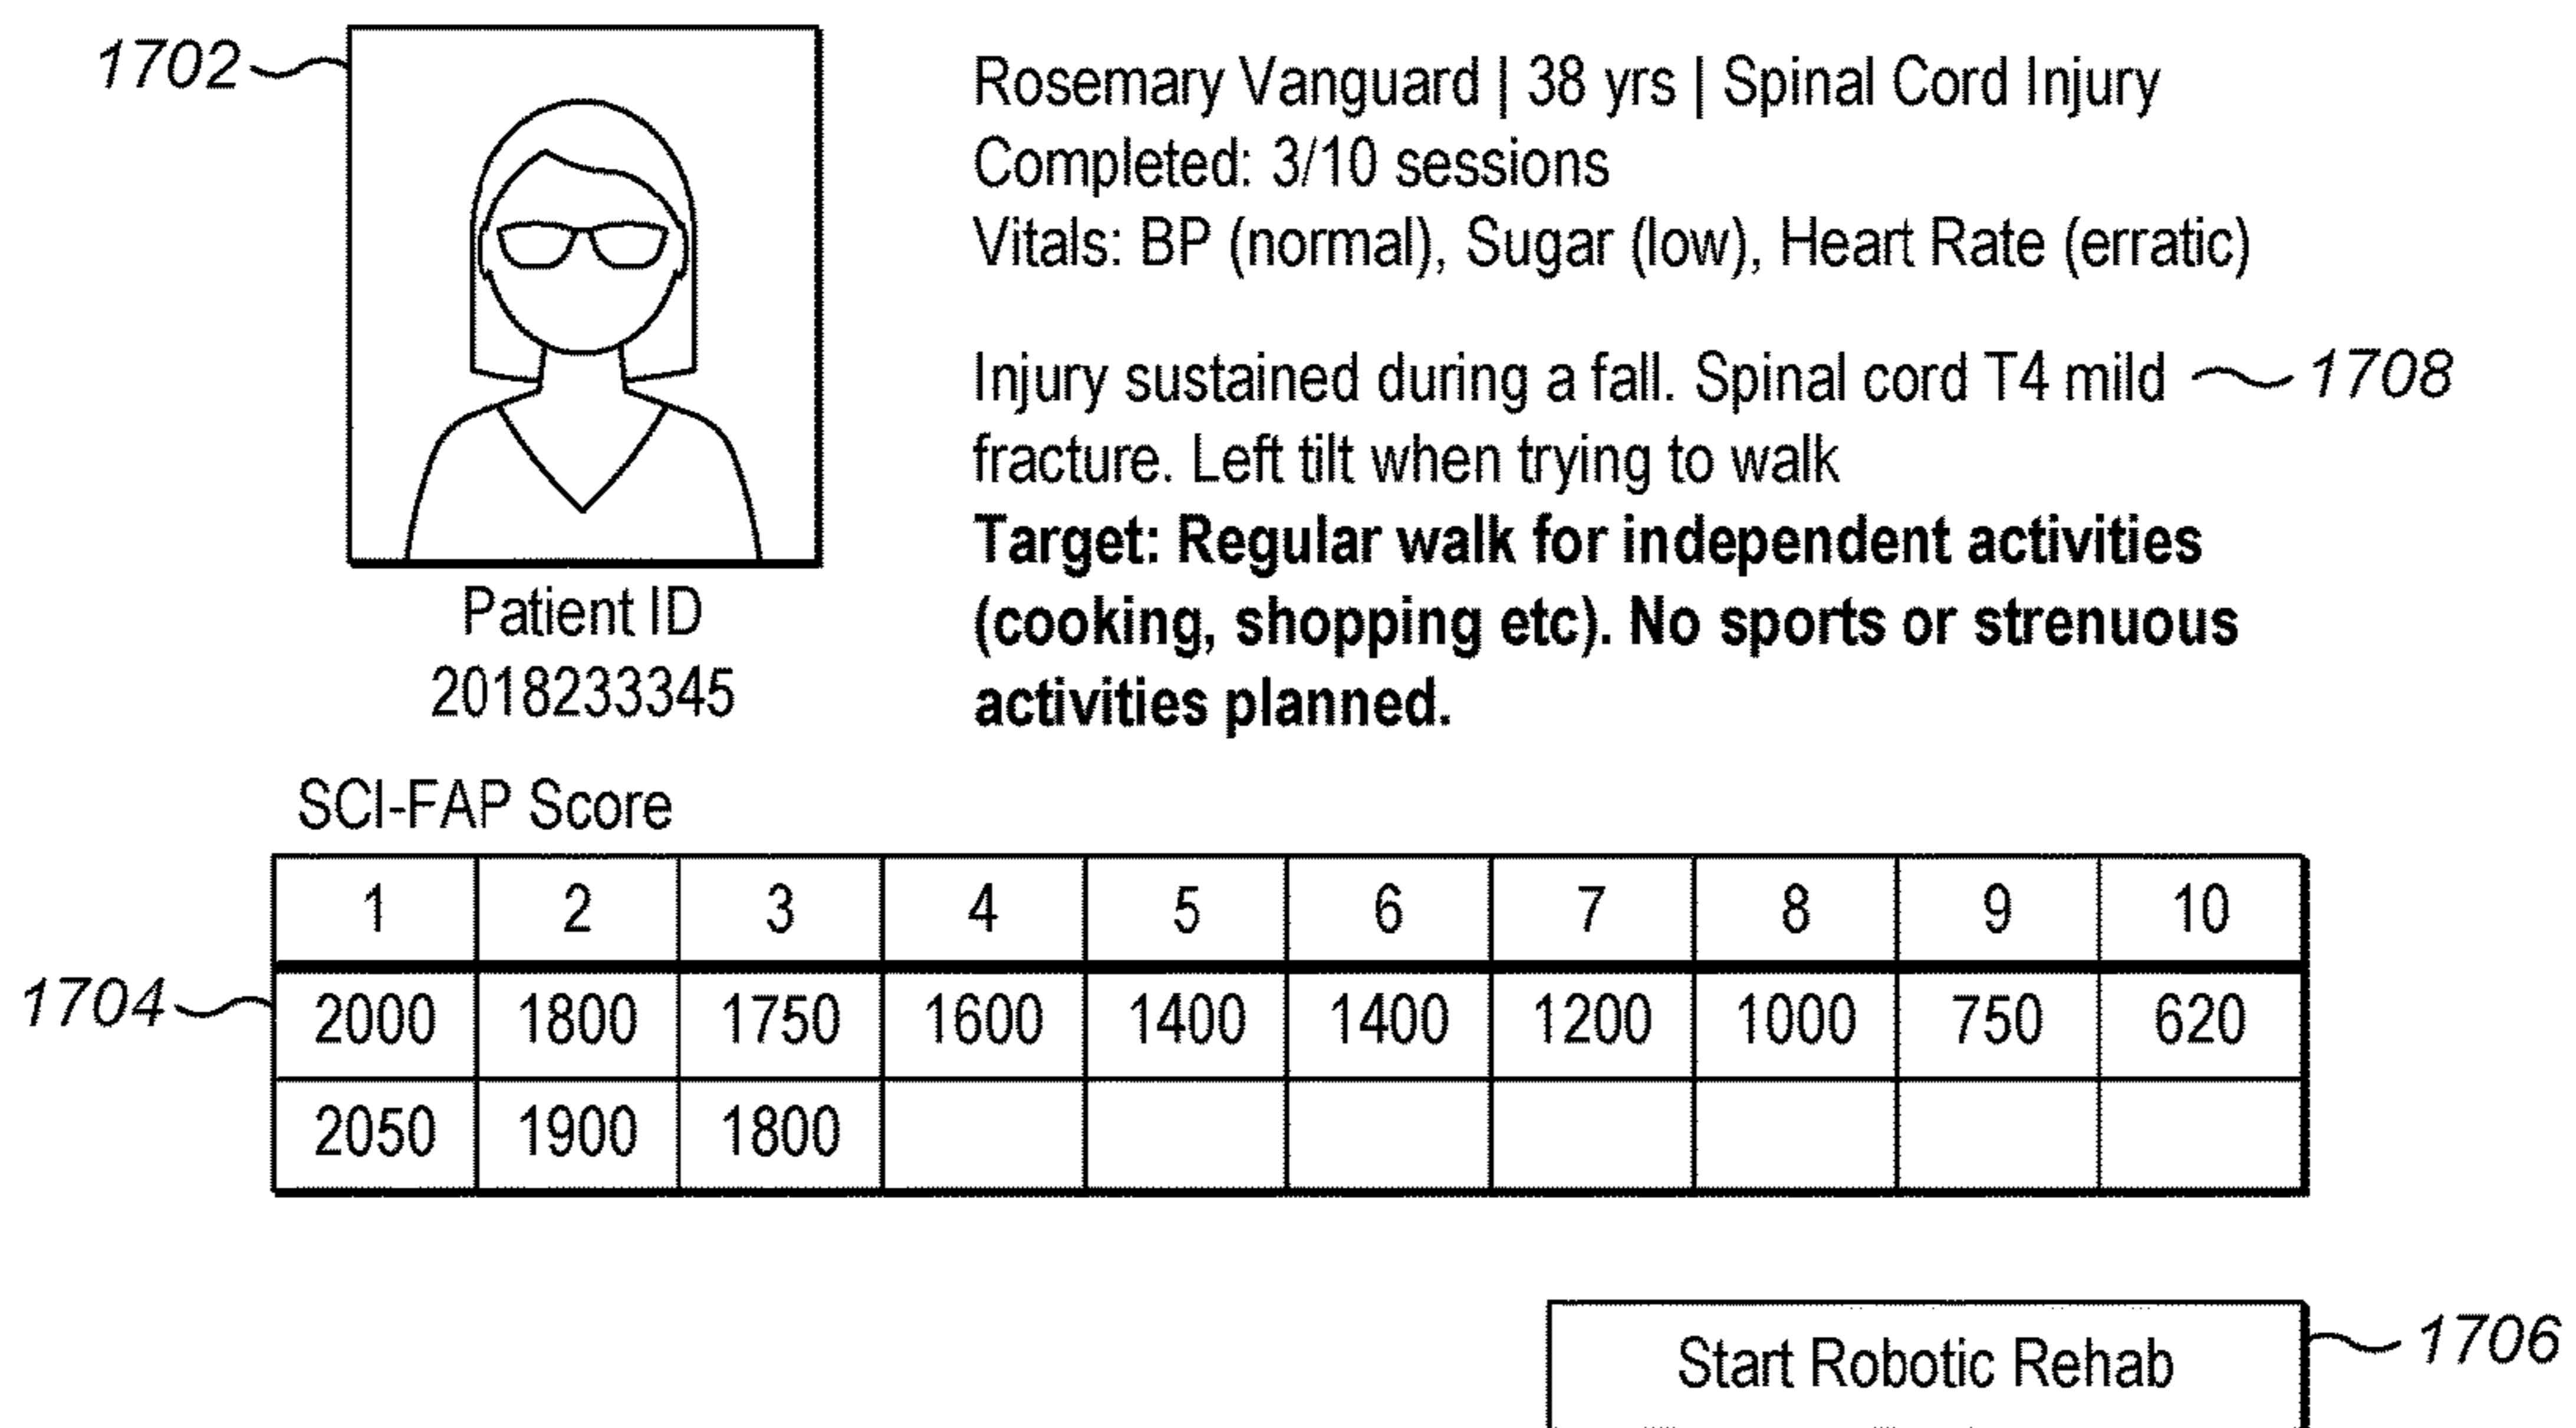 1702
Rosemary Vanguard | 38 yrs | Spinal Cord Injury
Completed: 3/10 sessions
Vitals: BP (normal), Sugar (low), Heart Rate (erratic)
Injury sustained during a fall. Spinal cord T4 mild 1708
fracture. Left tilt when trying to walk
Target: Regular walk for independent activities
(cooking, shopping etc). No sports or strenuous
activities planned.
Patient ID
2018233345
SCI-FAP Score
1 2 3 4 5 6 7 8 9 10
1704 2000 1800 1750 1600 1400 1400 1200 1000 750 620
2050 1900 1800
Start Robotic Rehab 1706